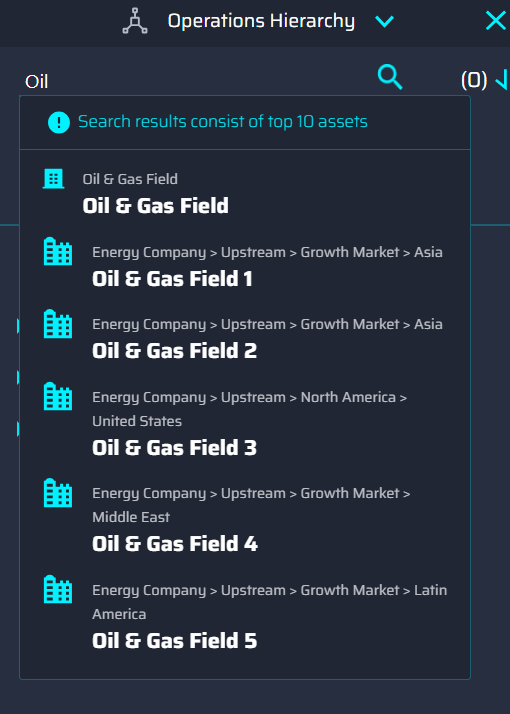 Operations Hierarchy
Oil
(0)
Search results consist of top 10 assets
Oil & Gas Field
Oil & Gas Field
Energy Company > Upstream > Growth Market > Asia
Oil & Gas Field 1
Energy Company > Upstream > Growth Market > Asia
Oil & Gas Field 2
Energy Company > Upstream > North America >
United States
Oil & Gas Field 3
Energy Company > Upstream > Growth Market >
Middle East
Oil & Gas Field 4
Energy Company > Upstream > Growth Market > Latin
America
Oil & Gas Field 5